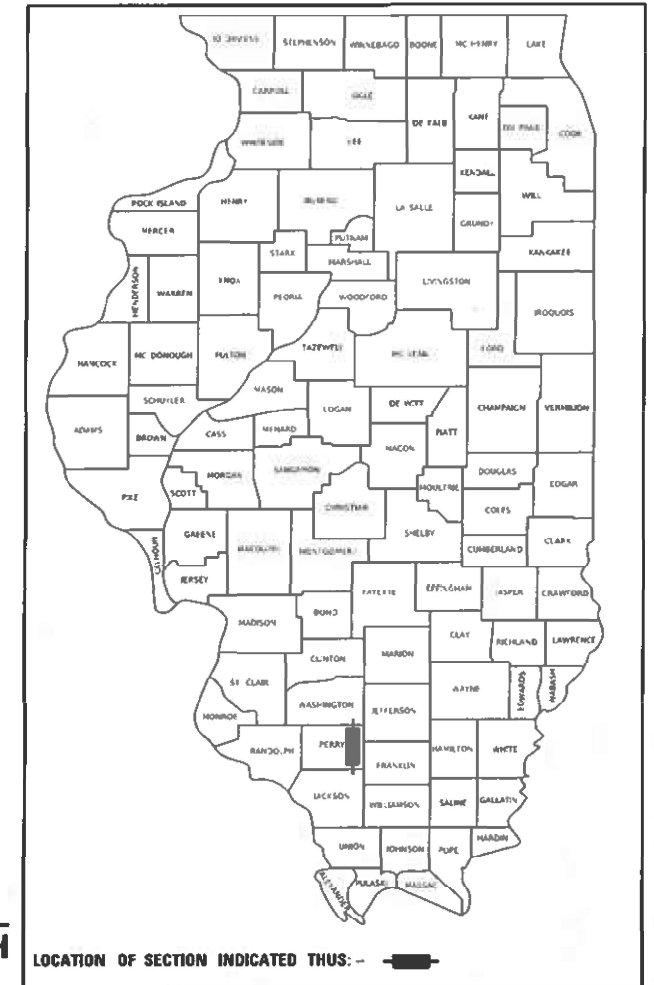 STEPHENSON WINNEBAGO BOONE MC HENRY LAKE
CARROLL OGLE
DE KALB KANE DU PAGE COOK
WHITESIDE LEE
KENDALL
WILL
ROCK ISLAND HENRY BUREAU LA SALLE
GRUNDY
MERCER PUTNAM
STARK MARSHALL KANKAKEE
HENDERSON WARREN KNOX PEORIA WOODFORD LIVINGSTON
IROQUOIS
HANCOCK MC DONOUGH FULTON TAZEWELL MC LEAN FORD
MASON
SCHUYLER LOGAN DE WITT CHAMPAIGN VERMILION
ADAMS BROWN CASS MENARD PIATT
MACON
MORGAN SANGAMON DOUGLAS
PIKE SCOTT MOULTRIE EDGAR
CHRISTIAN COLES
GREENE SHELBY
CALHOUN MACOUPIN MONTGOMERY CUMBERLAND CLARK
JERSEY
FAYETTE EFFINGHAM JASPER CRAWFORD
MADISON BOND
CLAY RICHLAND LAWRENCE
CLINTON MARION
ST CLAIR WAYNE EDWARDS WABASH
WASHINGTON JEFFERSON
MONROE
RANDOLPH PERRY HAMILTON WHITE
FRANKLIN
JACKSON WILLIAMSON SALINE GALLATIN
HARDIN
UNION JOHNSON POPE
ALEXANDER PULASKI MASSAC
LOCATION OF SECTION INDICATED THUS: -